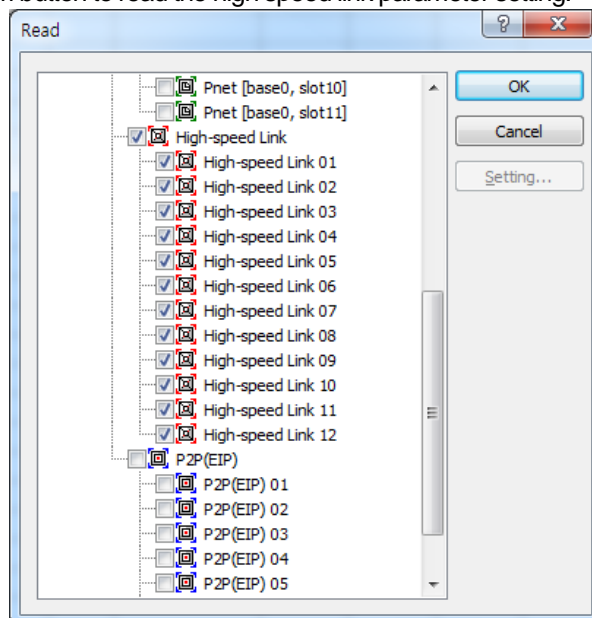 button to read the high speed link parameter setting.
Read
Pnet [base0, slot10]
Pnet [base0, slot11]
High-speed Link
High-speed Link 01
High-speed Link 02
High-speed Link 03
High-speed Link 04
High-speed Link 05
High-speed Link 06
High-speed Link 07
High-speed Link 08
High-speed Link 09
High-speed Link 10
High-speed Link 11
High-speed Link 12
P2P(EIP)
P2P(EIP) 01
P2P(EIP) 02
P2P(EIP) 03
P2P(EIP) 04
P2P(EIP) 05
OK
Cancel
Setting...